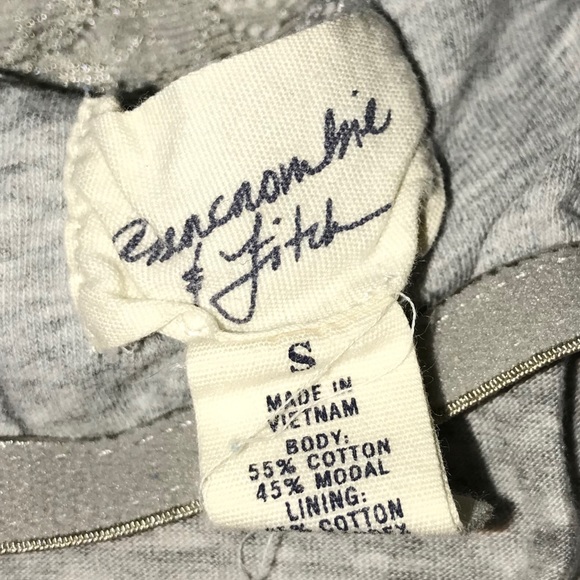 Abercrombie
& Fitch
S
MADE IN
VIETNAM
BODY:
55% COTTON
45% MODAL
LINING:
% COTTON